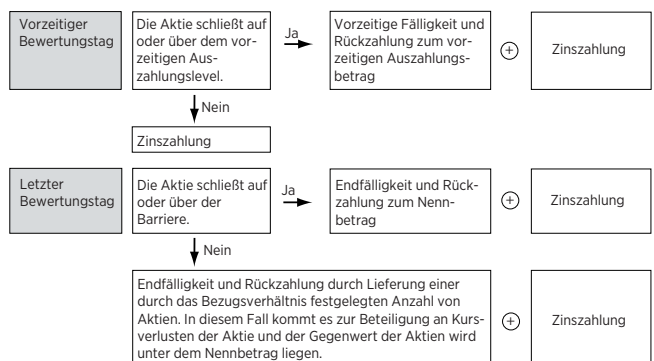 Vorzeitiger
Bewertungstag
Die Aktie schließt auf
oder über dem vor-
zeitigen Aus-
zahlungslevel.
Ja
Vorzeitige Fälligkeit und
Rückzahlung zum vor-
zeitigen Auszahlungs-
betrag
+
Zinszahlung
Nein
Zinszahlung
Letzter
Bewertungstag
Die Aktie schließt auf
oder über der
Barriere.
Ja
Endfälligkeit und Rück-
zahlung zum Nenn-
betrag
+
Zinszahlung
Nein
Endfälligkeit und Rückzahlung durch Lieferung einer
durch das Bezugsverhältnis festgelegten Anzahl von
Aktien. In diesem Fall kommt es zur Beteiligung an Kurs-
verlusten der Aktie und der Gegenwert der Aktien wird
unter dem Nennbetrag liegen.
+
Zinszahlung